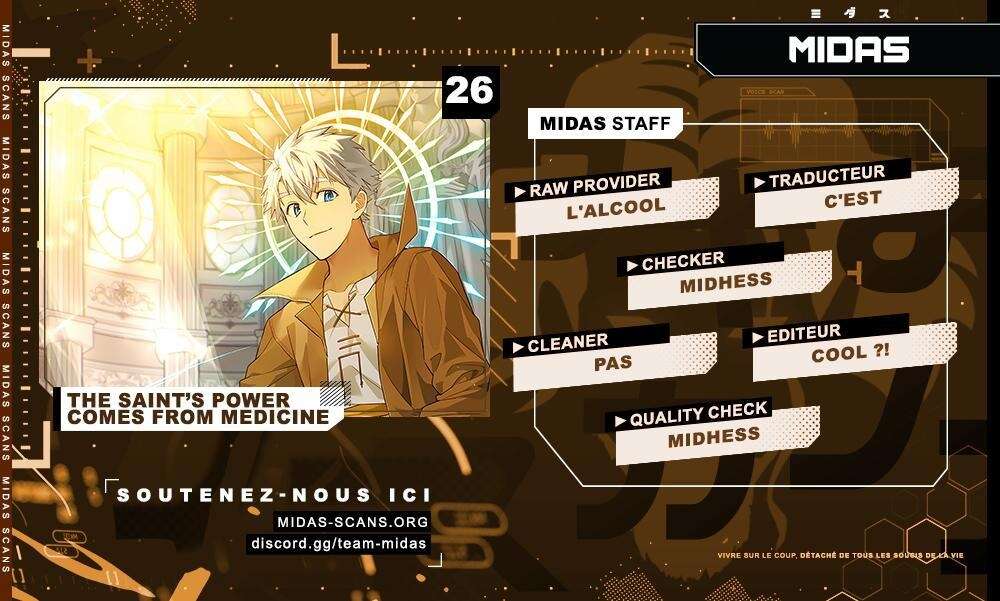 ミダス
MIDAS
26
MIDAS STAFF
VOICE SCAN
▶RAW PROVIDER
L'ALCOOL
▶TRADUCTEUR
C'EST
▶CHECKER
MIDHESS
▶CLEANER
PAS
▶EDITEUR
COOL ?!
▶QUALITY CHECK
MIDHESS
THE SAINT'S POWER
COMES FROM MEDICINE
SOUTENEZ-NOUS ICI
MIDAS-SCANS.ORG
discord.gg/team-midas
VIVRE SUR LE COUP, DÉTACHÉ DE TOUS LES SOUCIS DE LA VIE
MIDAS SCANS MIDAS SCANS MIDAS SCANS MIDAS SCANS MIDAS SCANS